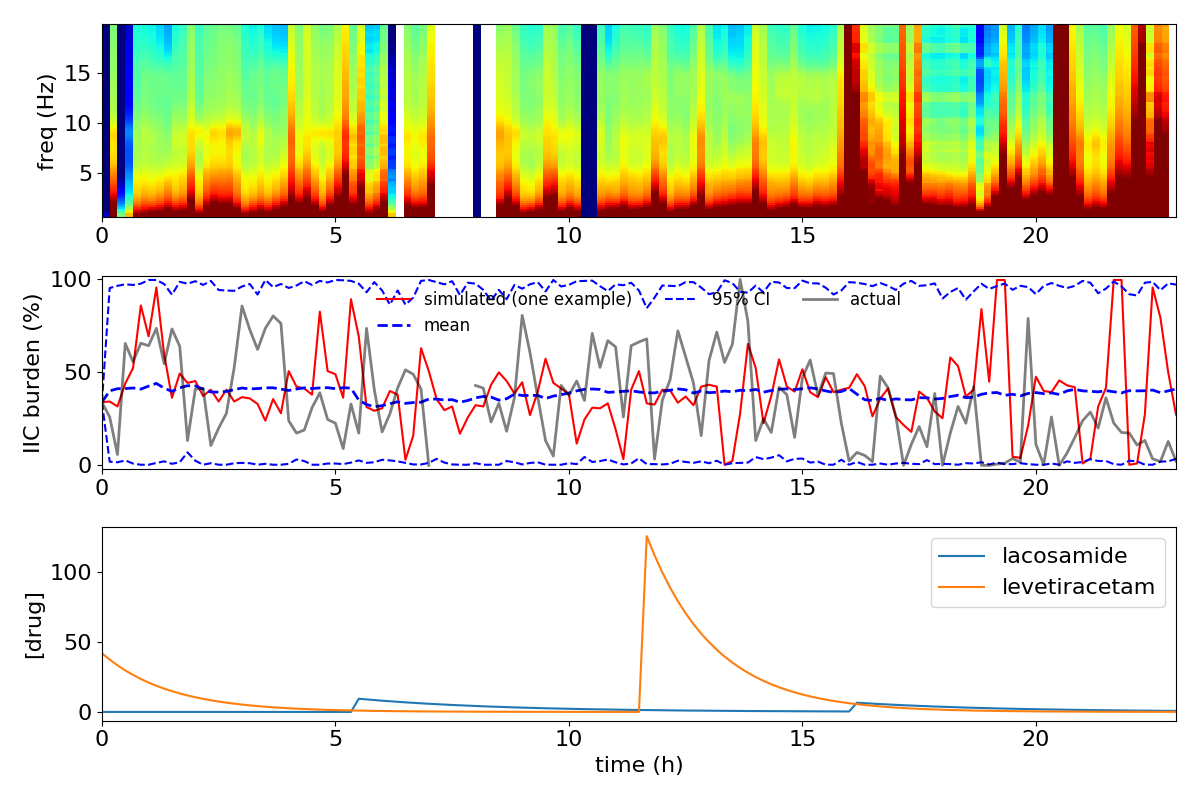 freq (Hz)
15
10
5
0 5 10 15 20
IIC burden (%)
100
50
0
simulated (one example) 95% CI actual
mean
0 5 10 15 20
[drug]
100
50
0
lacosamide
levetiracetam
0 5 10 15 20
time (h)